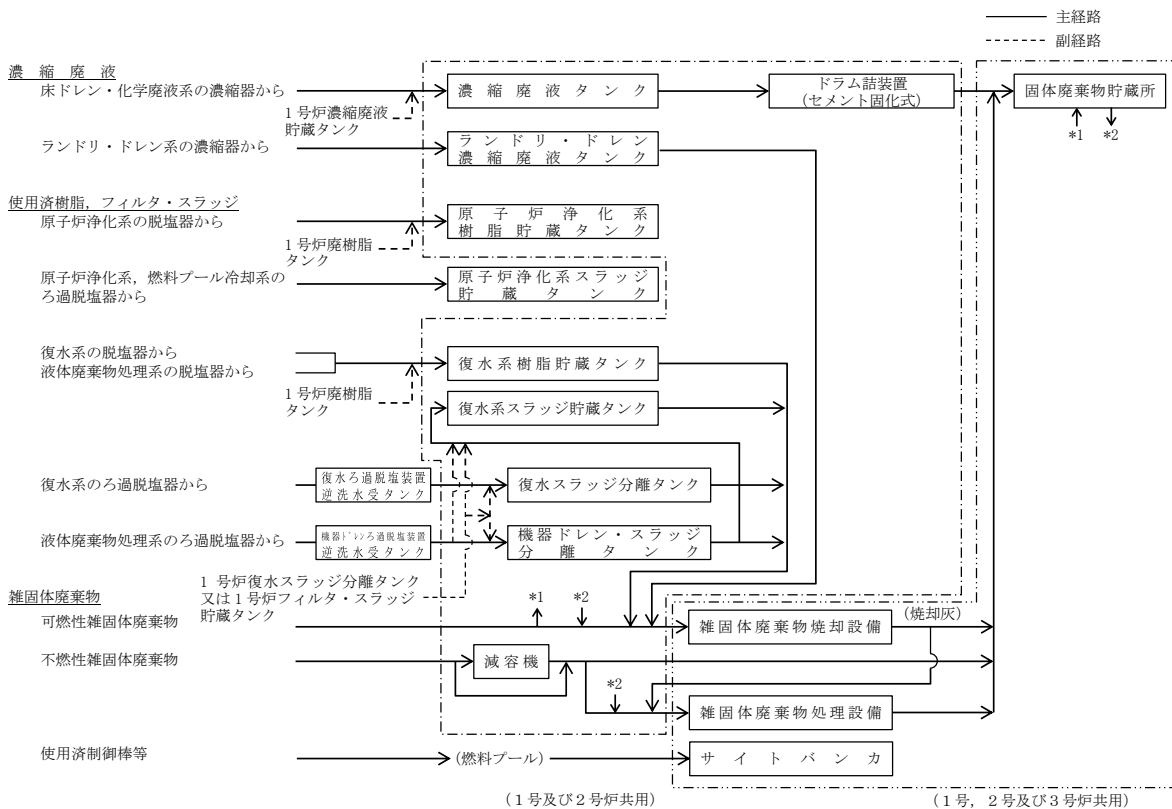 主経路
副経路
濃縮廃液
床ドレン・化学廃液系の濃縮器から
1号炉濃縮廃液
貯蔵タンク
濃縮廃液タンク
ドラム詰装置
(セメント固化式)
固体廃棄物貯蔵所
*1
*2
ランドリ・ドレン系の濃縮器から
ランドリ・ドレン
濃縮廃液タンク
使用済樹脂,フィルタ・スラッジ
原子炉浄化系の脱塩器から
1号炉廃樹脂
タンク
原子炉浄化系
樹脂貯蔵タンク
原子炉浄化系,燃料プール冷却系の
ろ過脱塩器から
原子炉浄化系スラッジ
貯蔵タンク
復水系の脱塩器から
液体廃棄物処理系の脱塩器から
1号炉廃樹脂
タンク
復水系樹脂貯蔵タンク
復水系スラッジ貯蔵タンク
復水系のろ過脱塩器から
復水ろ過脱塩装置
逆洗水受タンク
復水スラッジ分離タンク
液体廃棄物処理系のろ過脱塩器から
機器ドレンろ過脱塩装置
逆洗水受タンク
機器ドレン・スラッジ
分離タンク
1号炉復水スラッジ分離タンク
又は1号炉フィルタ・スラッジ
貯蔵タンク
雑固体廃棄物
可燃性雑固体廃棄物
*1
*2
雑固体廃棄物焼却設備
(焼却灰)
不燃性雑固体廃棄物
減容機
*2
雑固体廃棄物処理設備
使用済制御棒等
(燃料プール)
サイトバンカ
(1号及び2号炉共用)
(1号,2号及び3号炉共用)